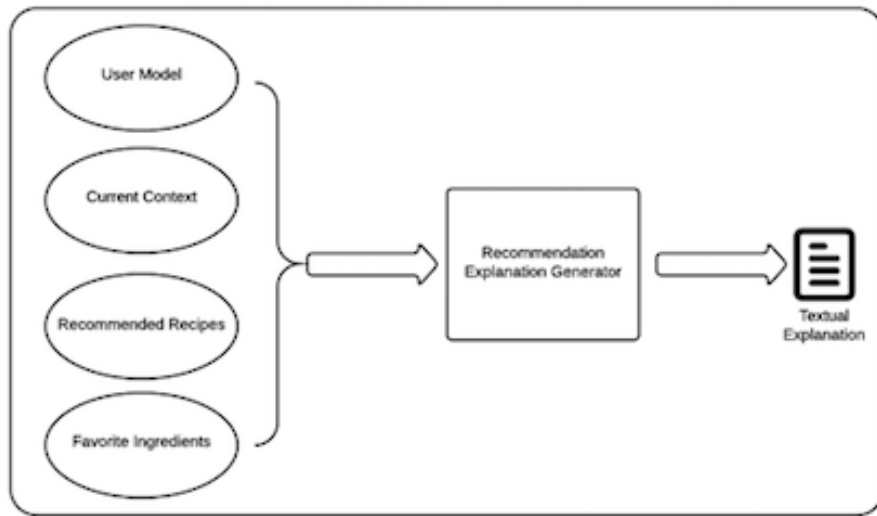 User Model
Current Context
Recommended Recipes
Favorite Ingredients
Recommendation
Explanation Generator
Textual
Explanation